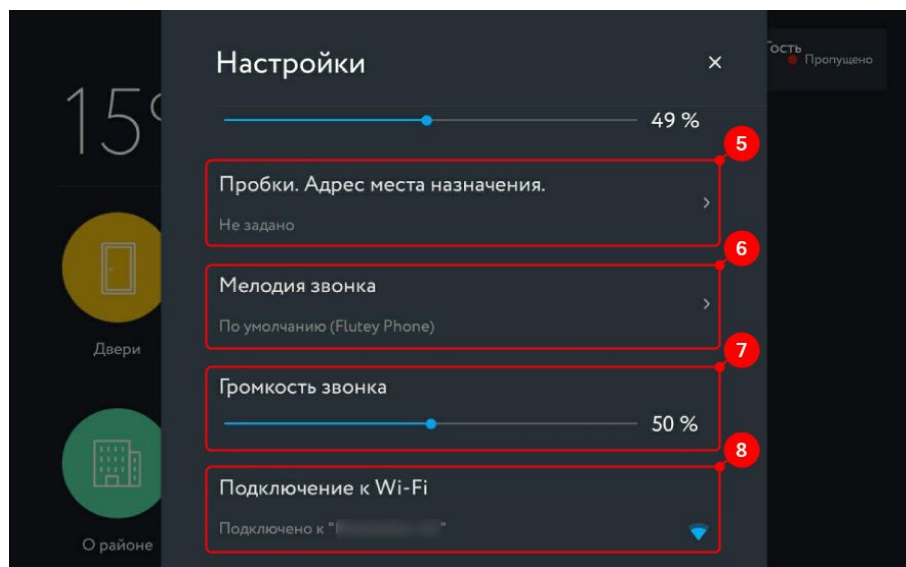 Настройки
×
ость
Пропущено
15°
49 %
5
Пробки. Адрес места назначения.
Не задано
6
Мелодия звонка
По умолчанию (Flutey Phone)
Двери
7
Громкость звонка
50 %
8
Подключение к Wi-Fi
Подключено к " "
О районе